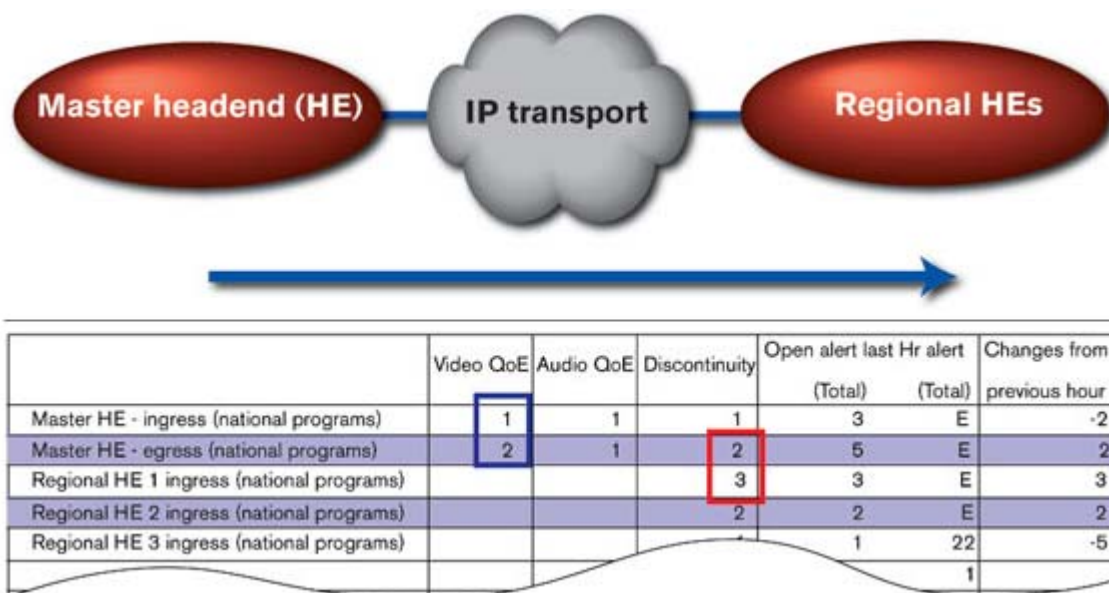 Master headend (HE)
IP transport
Regional HEs
Video QoE Audio QoE Discontinuity Open alert last Hr alert Changes from
(Total) (Total) previous hour
Master HE - ingress (national programs) 1 1 1 3 E -2
Master HE - egress (national programs) 2 1 2 5 E 2
Regional HE 1 ingress (national programs) 3 3 E 3
Regional HE 2 ingress (national programs) 2 2 E 2
Regional HE 3 ingress (national programs) 1 22 -5
1